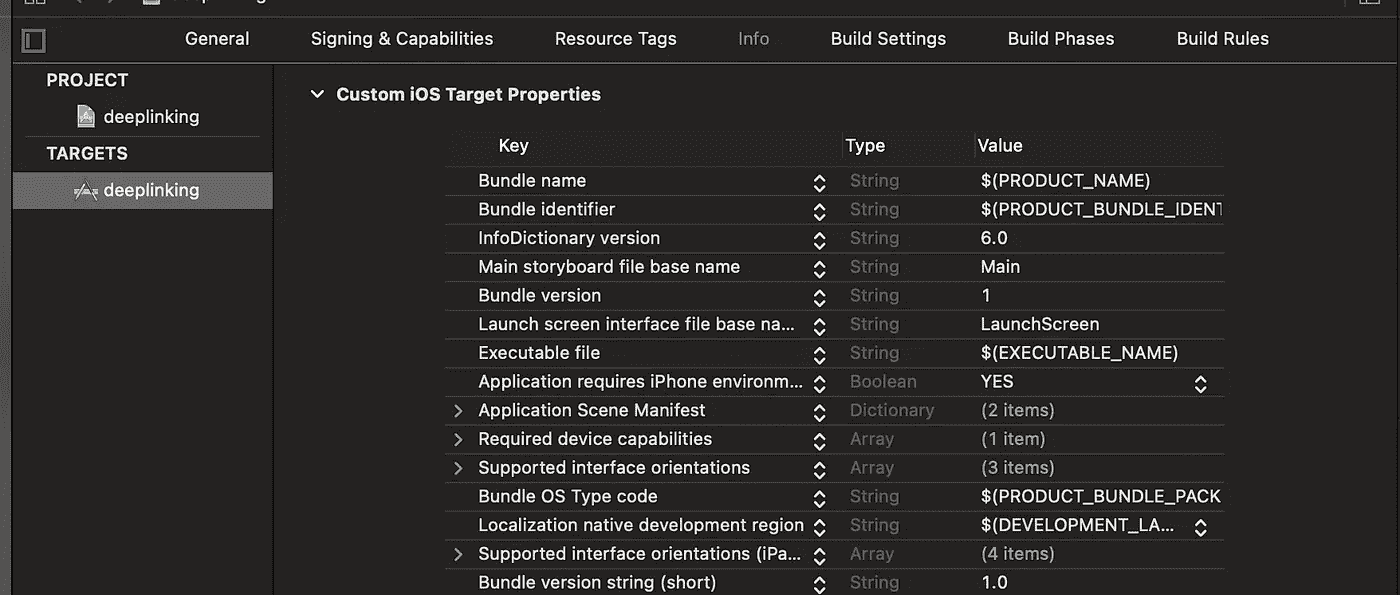 General Signing & Capabilities Resource Tags Info Build Settings Build Phases Build Rules
PROJECT
deeplinking
TARGETS
deeplinking
Custom iOS Target Properties
Key Type Value
Bundle name String $(PRODUCT_NAME)
Bundle identifier String $(PRODUCT_BUNDLE_IDENT
InfoDictionary version String 6.0
Main storyboard file base name String Main
Bundle version String 1
Launch screen interface file base na... String LaunchScreen
Executable file String $(EXECUTABLE_NAME)
Application requires iPhone environm... Boolean YES
Application Scene Manifest Dictionary (2 items)
Required device capabilities Array (1 item)
Supported interface orientations Array (3 items)
Bundle OS Type code String $(PRODUCT_BUNDLE_PACK
Localization native development region String $(DEVELOPMENT_LA...
Supported interface orientations (iPa... Array (4 items)
Bundle version string (short) String 1.0